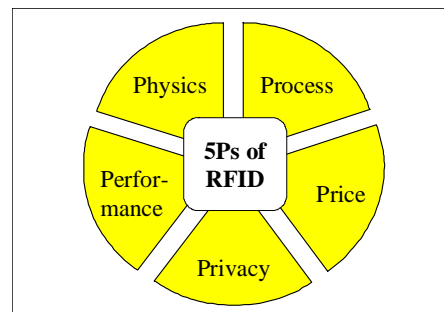 Physics
Process
5Ps of
RFID
Perfor-
mance
Price
Privacy